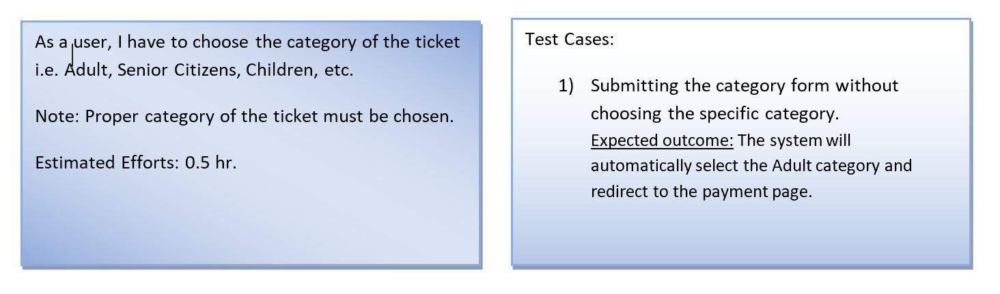 As a user, I have to choose the category of the ticket
i.e. Adult, Senior Citizens, Children, etc.
Note: Proper category of the ticket must be chosen.
Estimated Efforts: 0.5 hr.
Test Cases:
1) Submitting the category form without
choosing the specific category.
Expected outcome: The system will
automatically select the Adult category and
redirect to the payment page.